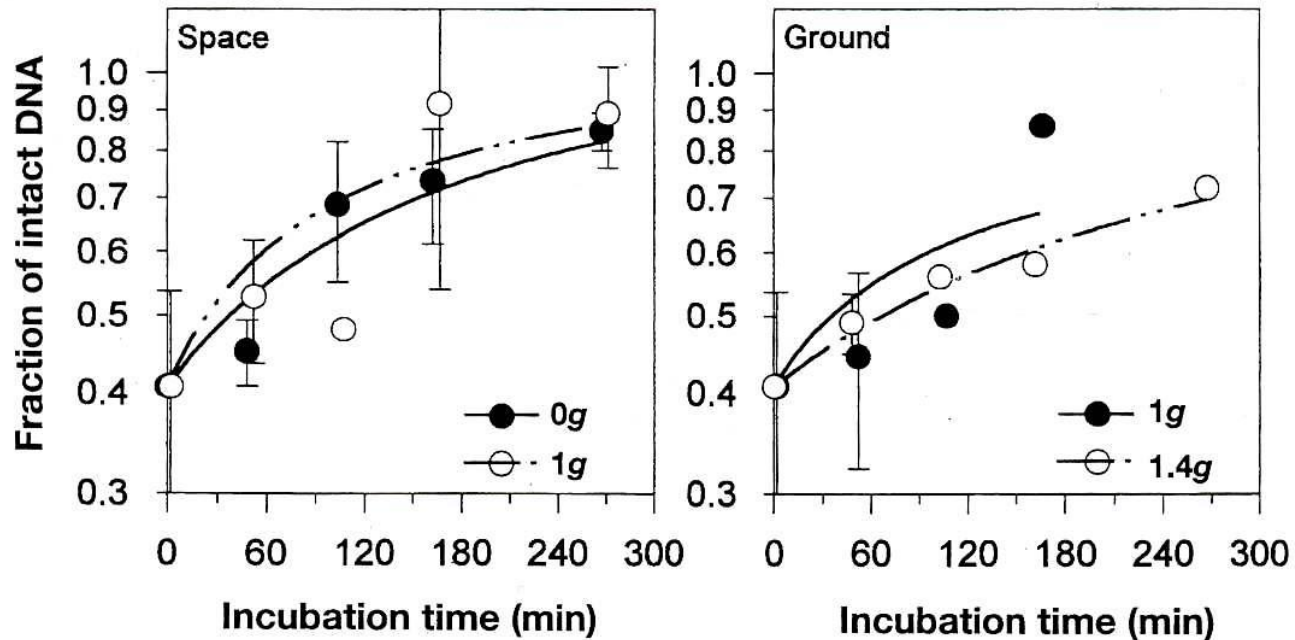 Fraction of intact DNA
Space
1.0
0.9
0.8
0.7
0.6
0.5
0.4
0.3
0g
1g
0 60 120 180 240 300
Incubation time (min)
Ground
1.0
0.9
0.8
0.7
0.6
0.5
0.4
0.3
1g
1.4g
0 60 120 180 240 300
Incubation time (min)